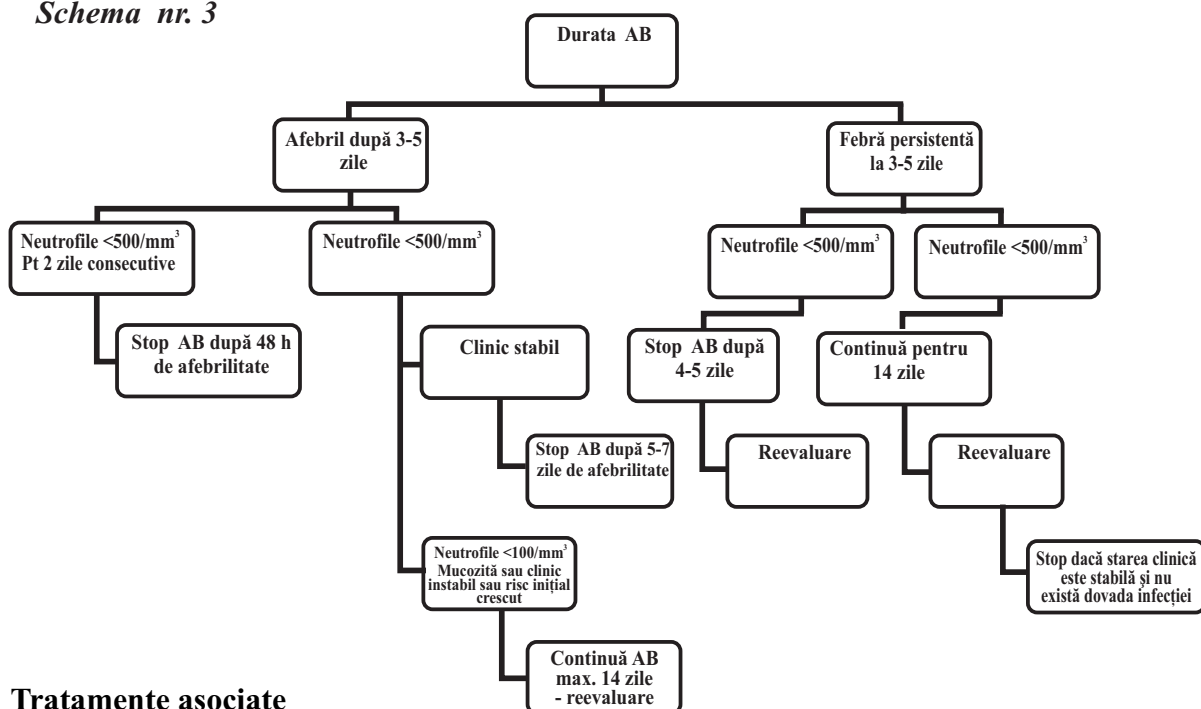 Schema nr. 3
Durata AB
Afebril după 3-5
zile
Febră persistentă
la 3-5 zile
Neutrofile <500/mm³
Pt 2 zile consecutive
Neutrofile <500/mm³
Neutrofile <500/mm³
Neutrofile <500/mm³
Stop AB după 48 h
de afebrilitate
Clinic stabil
Stop AB după
4-5 zile
Continuă pentru
14 zile
Stop AB după 5-7
zile de afebrilitate
Reevaluare
Reevaluare
Neutrofile <100/mm³
Mucozită sau clinic
instabil sau risc inițial
crescut
Stop dacă starea clinică
este stabilă şi nu
există dovada infecției
Continuă AB
max. 14 zile
- reevaluare
Tratamente asociate